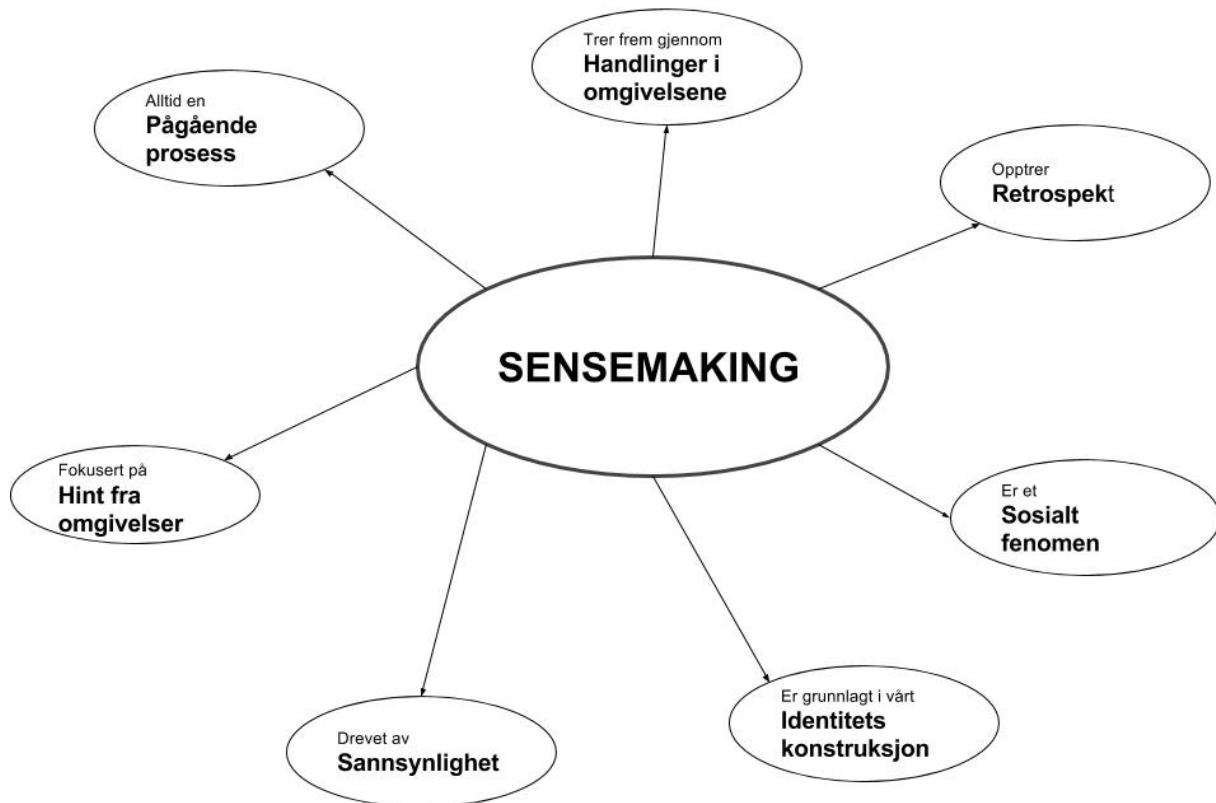 Trer frem gjennom
Handlinger i
omgivelsene
Alltid en
Pågående
prosess
Opptrer
Retrospekt
SENSEMAKING
Fokusert på
Hint fra
omgivelser
Er et
Sosialt
fenomen
Er grunnlagt i vårt
Identitets
konstruksjon
Drevet av
Sannsynlighet